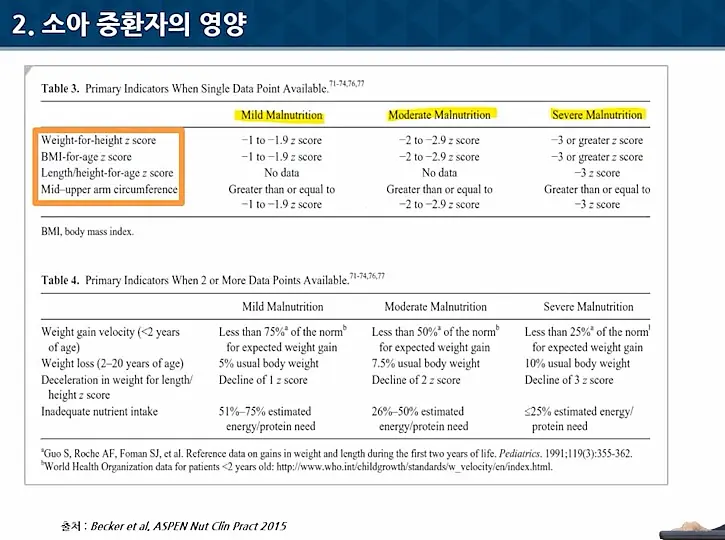 2. 소아 중환자의 영양
Table 3. Primary Indicators When Single Data Point Available.71-74,76,77
Mild Malnutrition Moderate Malnutrition Severe Malnutrition
Weight-for-height z score −1 to −1.9 z score −2 to −2.9 z score −3 or greater z score
BMI-for-age z score −1 to −1.9 z score −2 to −2.9 z score −3 or greater z score
Length/height-for-age z score No data No data −3 z score
Mid–upper arm circumference Greater than or equal to Greater than or equal to Greater than or equal to
−1 to −1.9 z score −2 to −2.9 z score −3 z score
BMI, body mass index.
Table 4. Primary Indicators When 2 or More Data Points Available.71-74,76,77
Mild Malnutrition Moderate Malnutrition Severe Malnutrition
Weight gain velocity (<2 years Less than 75%a of the normb Less than 50%a of the normb Less than 25%a of the norm
of age) for expected weight gain for expected weight gain for expected weight gain
Weight loss (2–20 years of age) 5% usual body weight 7.5% usual body weight 10% usual body weight
Deceleration in weight for length/ Decline of 1 z score Decline of 2 z score Decline of 3 z score
height z score
Inadequate nutrient intake 51%–75% estimated 26%–50% estimated ≤25% estimated energy/
energy/protein need energy/protein need protein need
aGuo S, Roche AF, Foman SJ, et al. Reference data on gains in weight and length during the first two years of life. Pediatrics. 1991;119(3):355-362.
bWorld Health Organization data for patients <2 years old: http://www.who.int/childgrowth/standards/w_velocity/en/index.html.
출처 : Becker et al, ASPEN Nut Clin Pract 2015